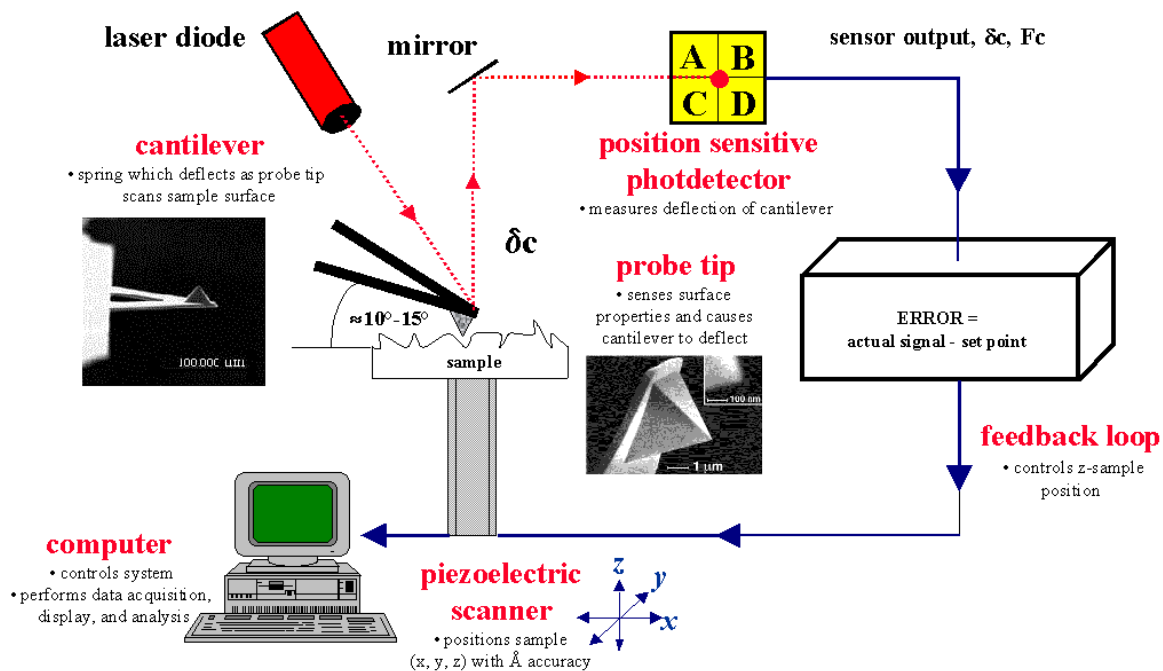 laser diode
mirror
A B
C D
sensor output, δc, Fc
cantilever
• spring which deflects as probe tip
scans sample surface
100.000 µm
position sensitive
photdetector
• measures deflection of cantilever
δc
≈10°-15°
sample
probe tip
• senses surface
properties and causes
cantilever to deflect
100 nm
1 µm
ERROR =
actual signal - set point
feedback loop
• controls z-sample
position
computer
• controls system
• performs data acquisition,
display, and analysis
piezoelectric
scanner
• positions sample
(x, y, z) with Å accuracy
z
y
x